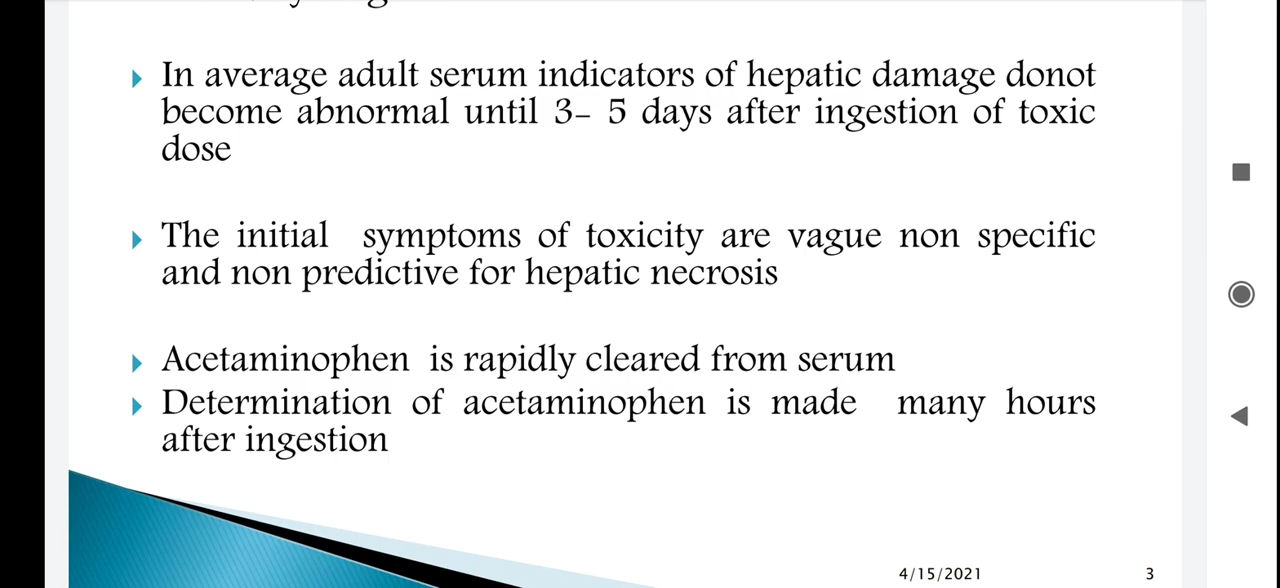 In average adult serum indicators of hepatic damage donot
become abnormal until 3- 5 days after ingestion of toxic
dose
The initial symptoms of toxicity are vague non specific
and non predictive for hepatic necrosis
Acetaminophen is rapidly cleared from serum
Determination of acetaminophen is made many hours
after ingestion
4/15/2021 3